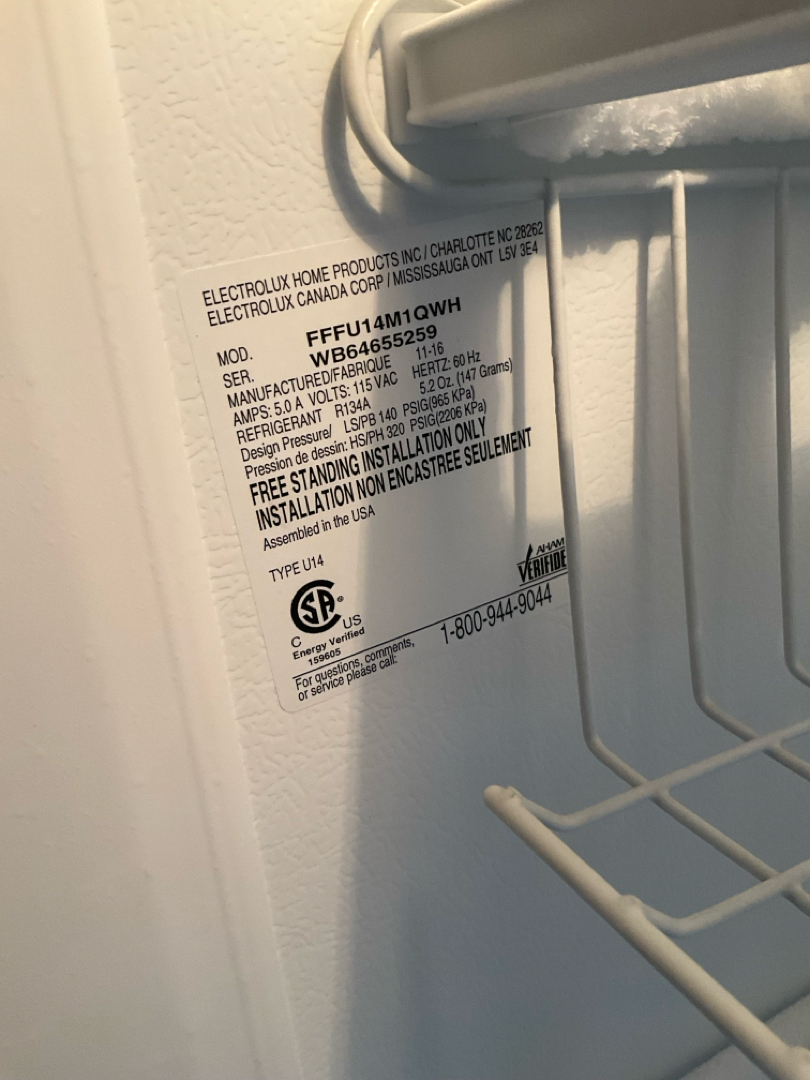 ELECTROLUX HOME PRODUCTS INC / CHARLOTTE NC 28262
ELECTROLUX CANADA CORP / MISSISSAUGA ONT L5V 3E4
MOD. FFFU14M1QWH
SER. WB64655259
MANUFACTURED/FABRIQUE 11-16
AMPS: 5.0 A VOLTS: 115 VAC HERTZ: 60 Hz
REFRIGERANT R134A 5.2 Oz. (147 Grams)
Design Pressure/ LS/PB 140 PSIG(965 KPa)
Pression de dessin: HS/PH 320 PSIG(2206 KPa)
FREE STANDING INSTALLATION ONLY
INSTALLATION NON ENCASTREE SEULEMENT
Assembled in the USA
TYPE U14
AHAM
VERIFIDE
CSA ®
C US
Energy Verified
159605
For questions, comments,
or service please call:
1-800-944-9044